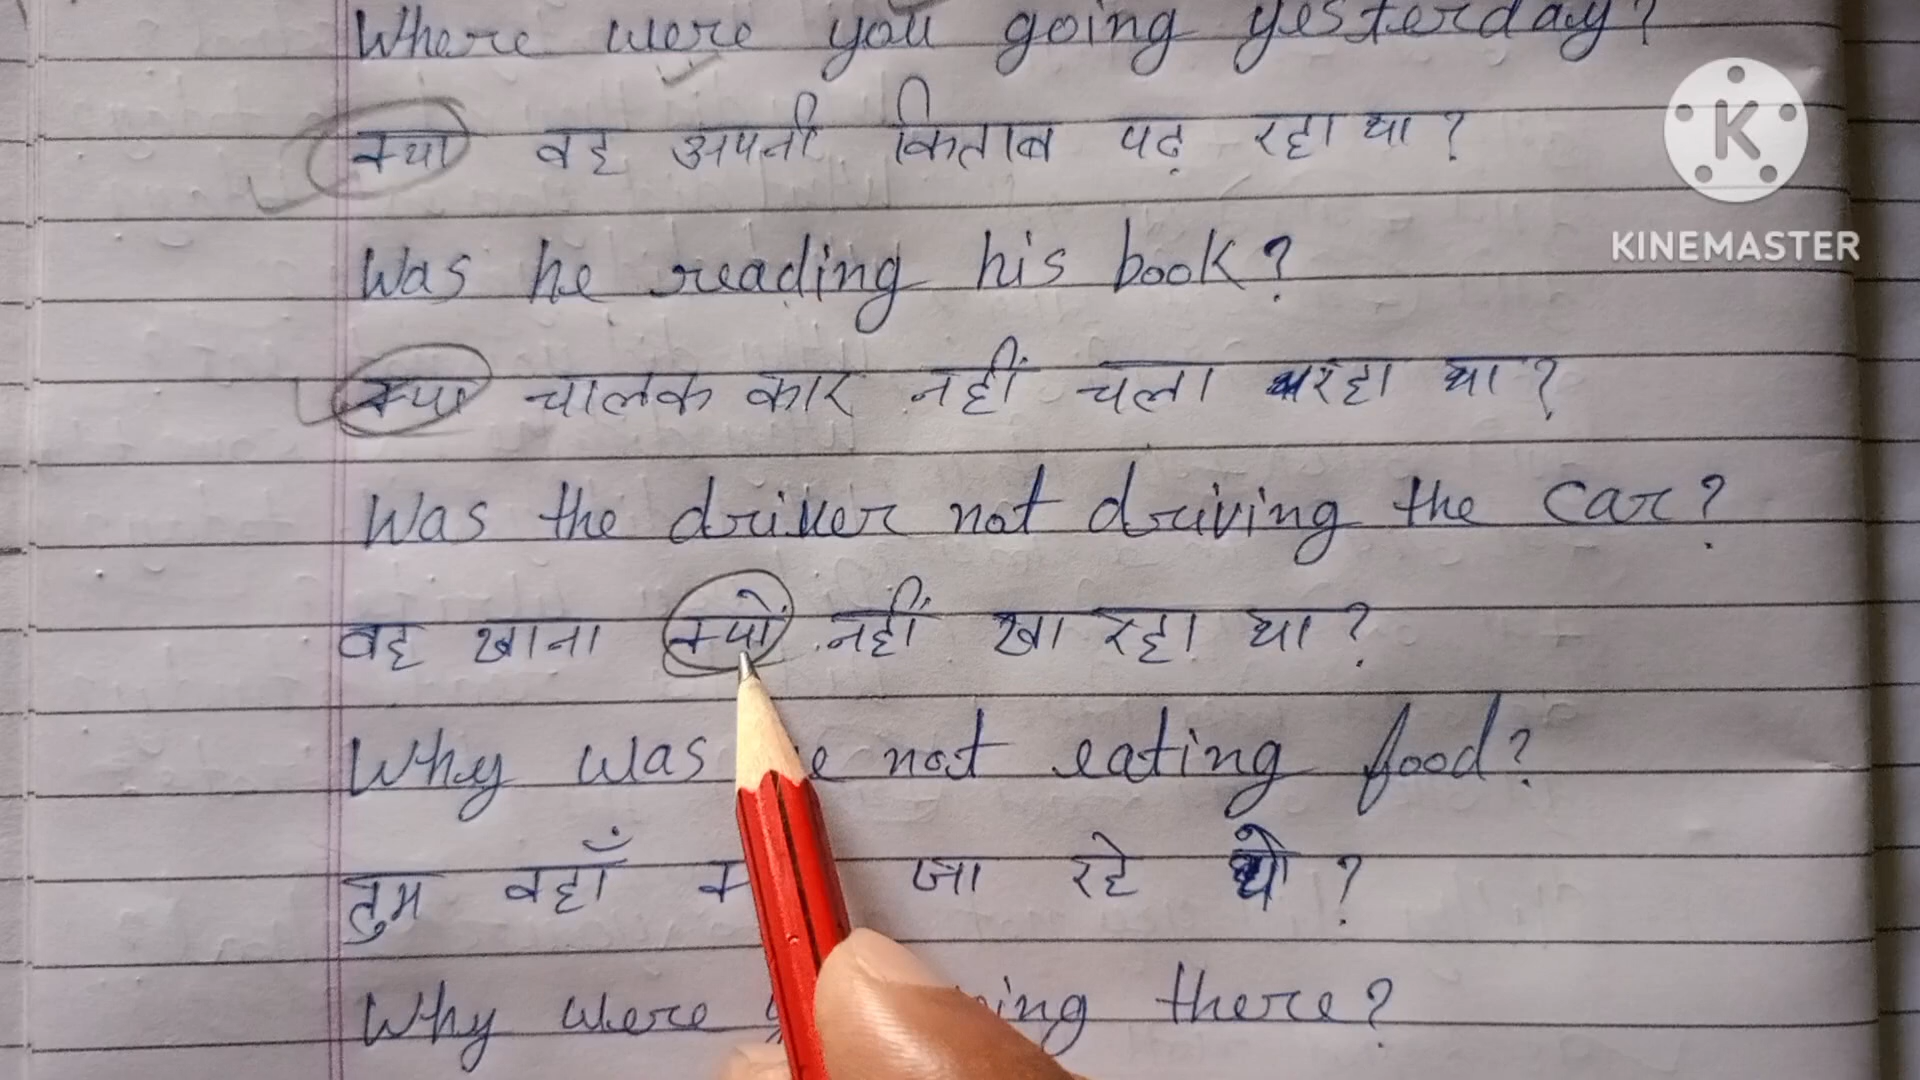 Where were you going yesterday?
क्या वह अपनी किताब पढ़ रहा था?
Was he reading his book?
क्या चालक कार नहीं चला रहा था?
Was the driver not driving the car?
वह खाना क्यों नहीं खा रहा था?
Why was not eating food?
तुम वहाँ जा रहे थे?
Why were there?
K
KINEMASTER